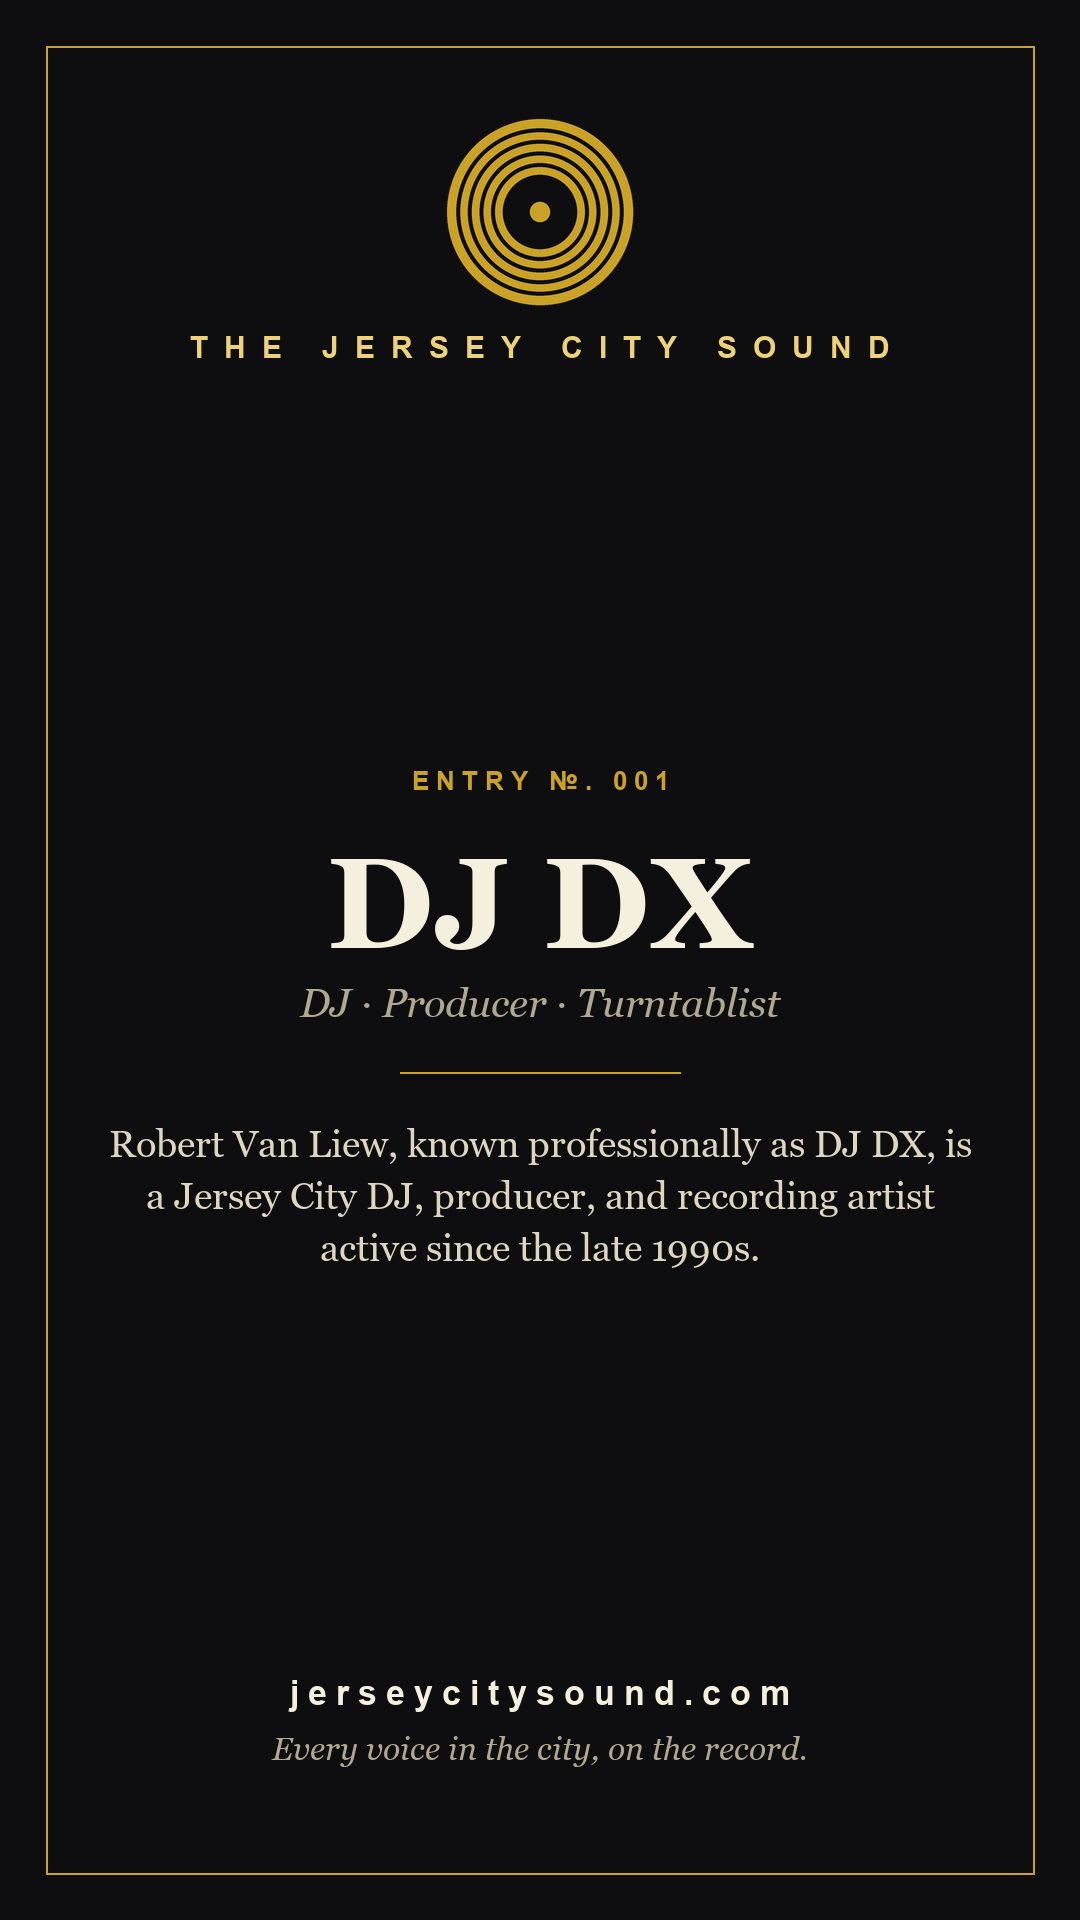 THE JERSEY CITY SOUND
ENTRY №. 001
DJ DX
DJ · Producer · Turntablist
Robert Van Liew, known professionally as DJ DX, is
a Jersey City DJ, producer, and recording artist
active since the late 1990s.
jerseycitysound.com
Every voice in the city, on the record.